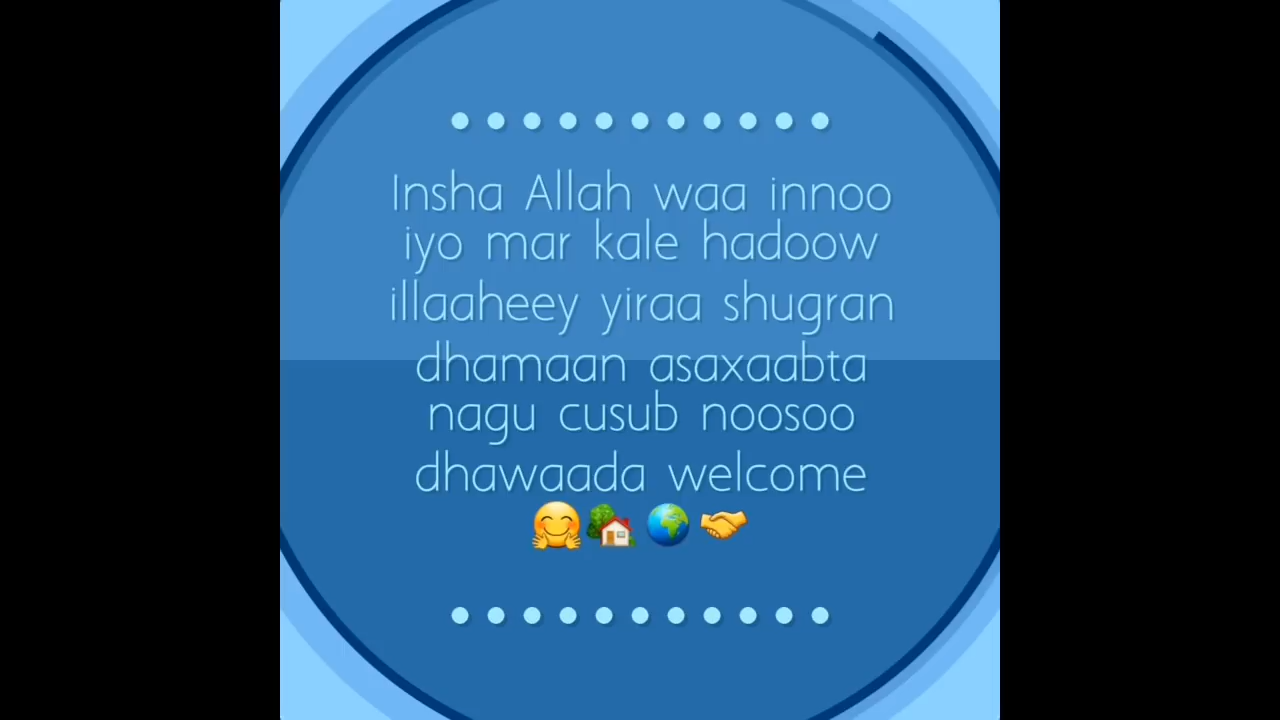 Insha Allah waa innoo
iyo mar kale hadoow
illaaheey yiraa shugran
dhamaan asaxaabta
nagu cusub noosoo
dhawaada welcome
🤗🏡🌍🤝